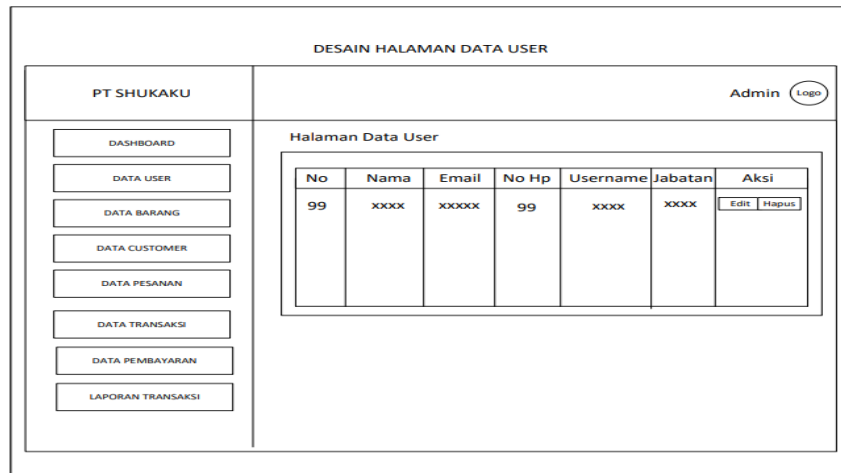 DESAIN HALAMAN DATA USER
PT SHUKAKU
Admin Logo
DASHBOARD
DATA USER
DATA BARANG
DATA CUSTOMER
DATA PESANAN
DATA TRANSAKSI
DATA PEMBAYARAN
LAPORAN TRANSAKSI
Halaman Data User
No Nama Email No Hp Username Jabatan Aksi
99 xxxx xxxxx 99 xxxx xxxx Edit Hapus